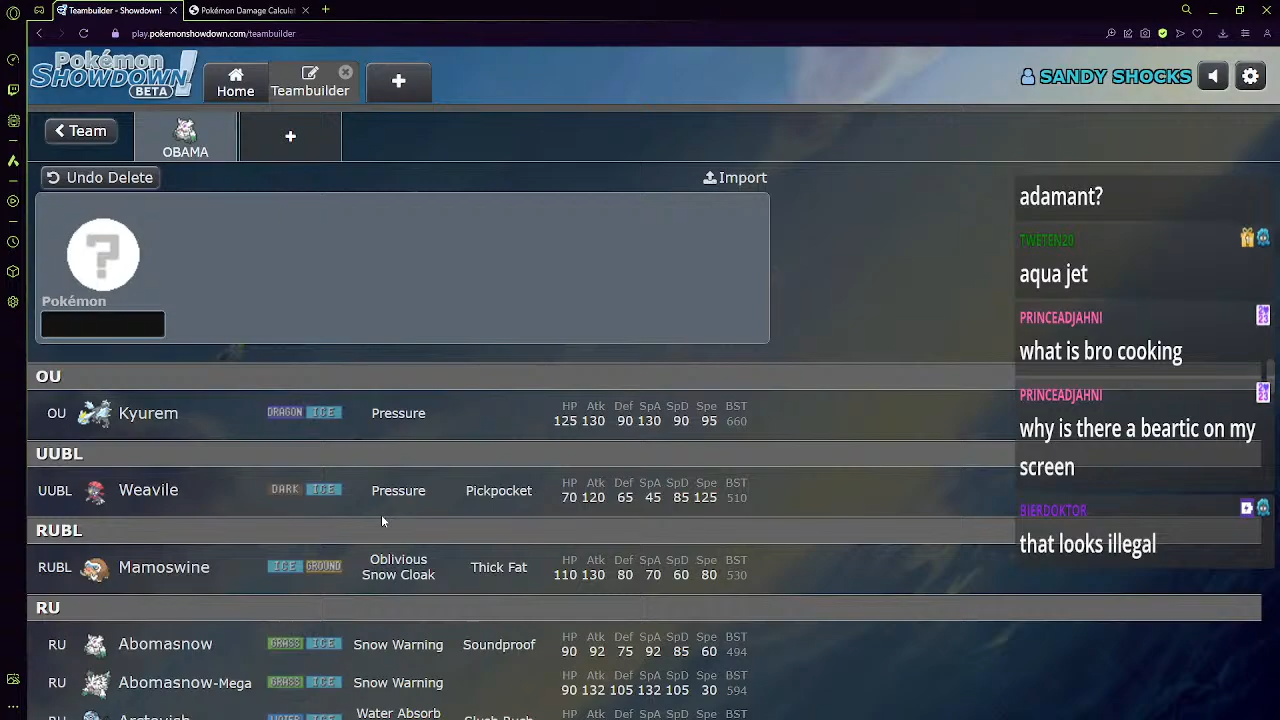 Teambuilder - Showdown!
Pokémon Damage Calculat
play.pokemonshowdown.com/teambuilder
Pokémon
SHOWDOWN!
BETA
Home
Teambuilder
SANDY SHOCKS
Team
OBAMA
Undo Delete
Import
Pokémon
OU
OU Kyurem DRAGON ICE Pressure HP 125 Atk 130 Def 90 SpA 130 SpD 90 Spe 95 BST 660
UUBL
UUBL Weavile DARK ICE Pressure Pickpocket HP 70 Atk 120 Def 65 SpA 45 SpD 85 Spe 125 BST 510
RUBL
RUBL Mamoswine ICE GROUND Oblivious Snow Cloak Thick Fat HP 110 Atk 130 Def 80 SpA 70 SpD 60 Spe 80 BST 530
RU
RU Abomasnow GRASS ICE Snow Warning Soundproof HP 90 Atk 92 Def 75 SpA 92 SpD 85 Spe 60 BST 494
RU Abomasnow-Mega GRASS ICE Snow Warning HP 90 Atk 132 Def 105 SpA 132 SpD 105 Spe 30 BST 594
Water Absorb HP Atk Def SpA SpD Spe BST
adamant?
TWETEN20
aqua jet
PRINCEADJAHNI
what is bro cooking
PRINCEADJAHNI
why is there a beartic on my
screen
BIERDOKTOR
that looks illegal